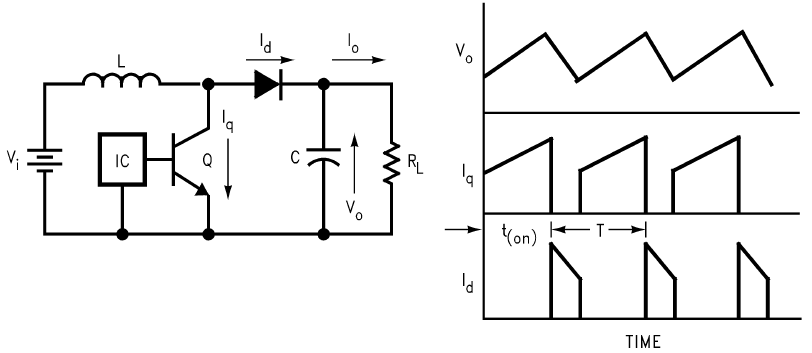 L
I_d
I_o
I_q
V_i
IC
Q
C
V_o
R_L
V_o
I_q
t_(on)
T
I_d
TIME